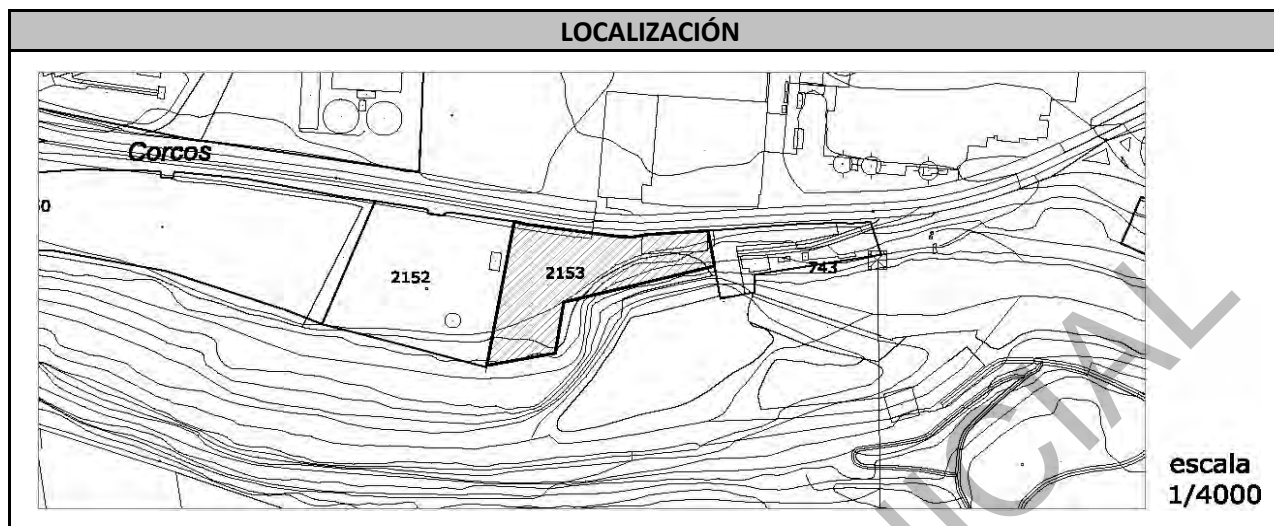 LOCALIZACIÓN
Corcos
2152
2153
743
escala
1/4000